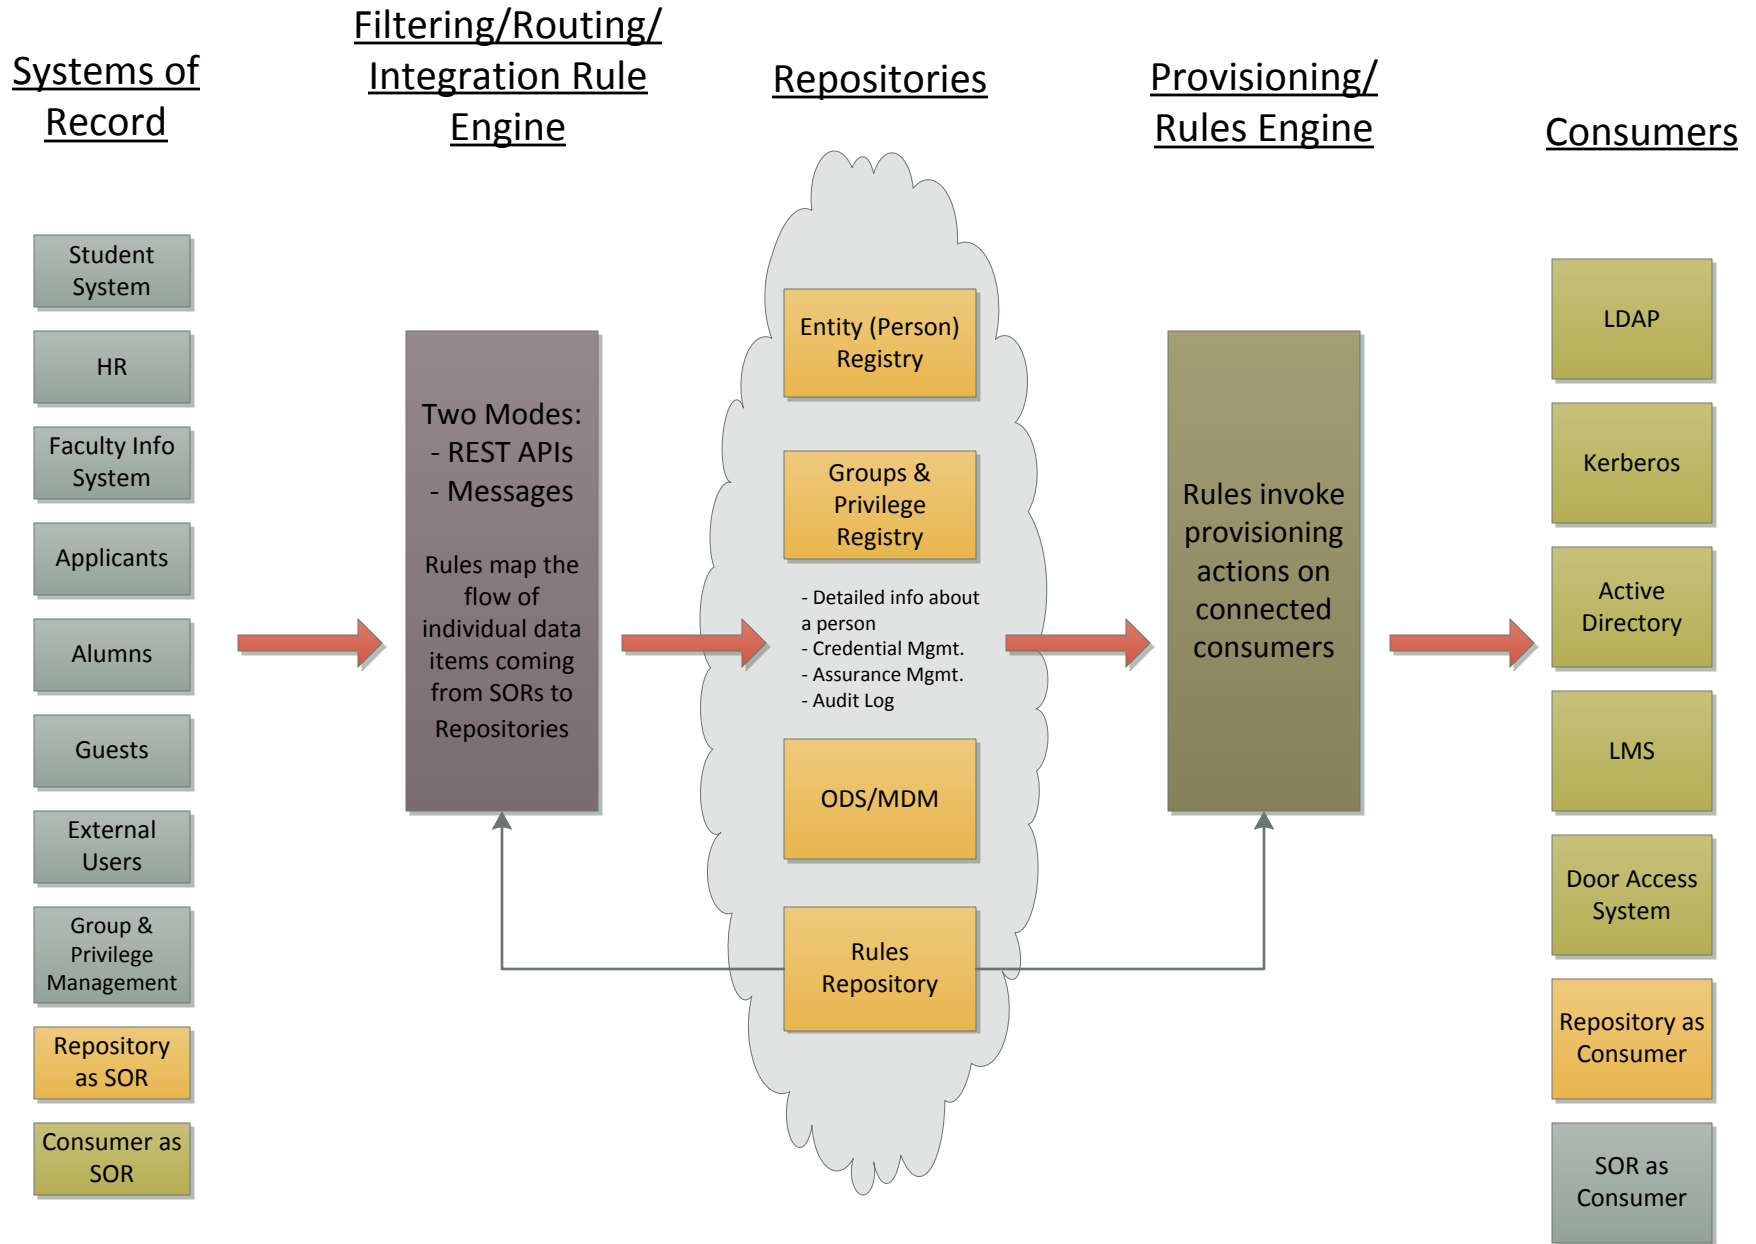 Systems of
Record
Filtering/Routing/
Integration Rule
Engine
Repositories
Provisioning/
Rules Engine
Consumers
Student
System
HR
Faculty Info
System
Applicants
Alumns
Guests
External
Users
Group &
Privilege
Management
Repository
as SOR
Consumer as
SOR
Two Modes:
- REST APIs
- Messages
Rules map the
flow of
individual data
items coming
from SORs to
Repositories
Entity (Person)
Registry
Groups &
Privilege
Registry
- Detailed info about
a person
- Credential Mgmt.
- Assurance Mgmt.
- Audit Log
ODS/MDM
Rules
Repository
Rules invoke
provisioning
actions on
connected
consumers
LDAP
Kerberos
Active
Directory
LMS
Door Access
System
Repository as
Consumer
SOR as
Consumer